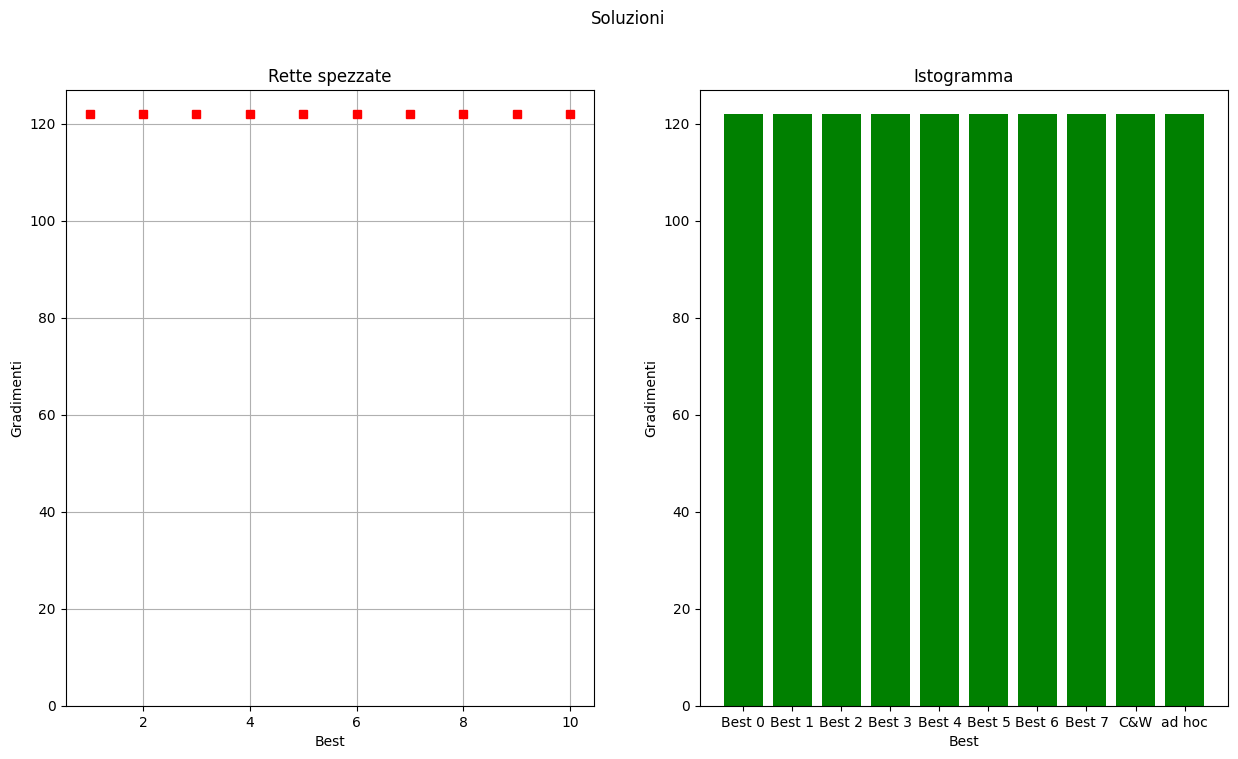 Soluzioni
Rette spezzate
Gradimenti
120
100
80
60
40
20
0
2 4 6 8 10
Best
Istogramma
Gradimenti
120
100
80
60
40
20
0
Best 0 Best 1 Best 2 Best 3 Best 4 Best 5 Best 6 Best 7 C&W ad hoc
Best